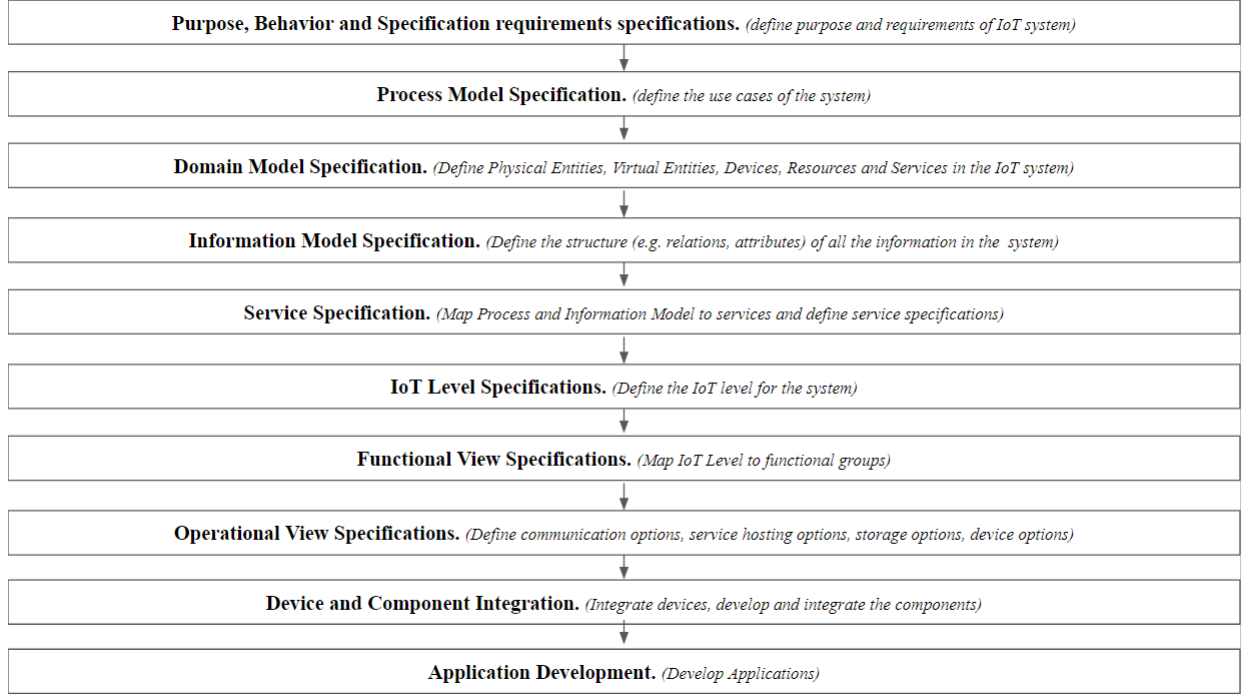 Purpose, Behavior and Specification requirements specifications. (define purpose and requirements of IoT system)
Process Model Specification. (define the use cases of the system)
Domain Model Specification. (Define Physical Entities, Virtual Entities, Devices, Resources and Services in the IoT system)
Information Model Specification. (Define the structure (e.g. relations, attributes) of all the information in the system)
Service Specification. (Map Process and Information Model to services and define service specifications)
IoT Level Specifications. (Define the IoT level for the system)
Functional View Specifications. (Map IoT Level to functional groups)
Operational View Specifications. (Define communication options, service hosting options, storage options, device options)
Device and Component Integration. (Integrate devices, develop and integrate the components)
Application Development. (Develop Applications)